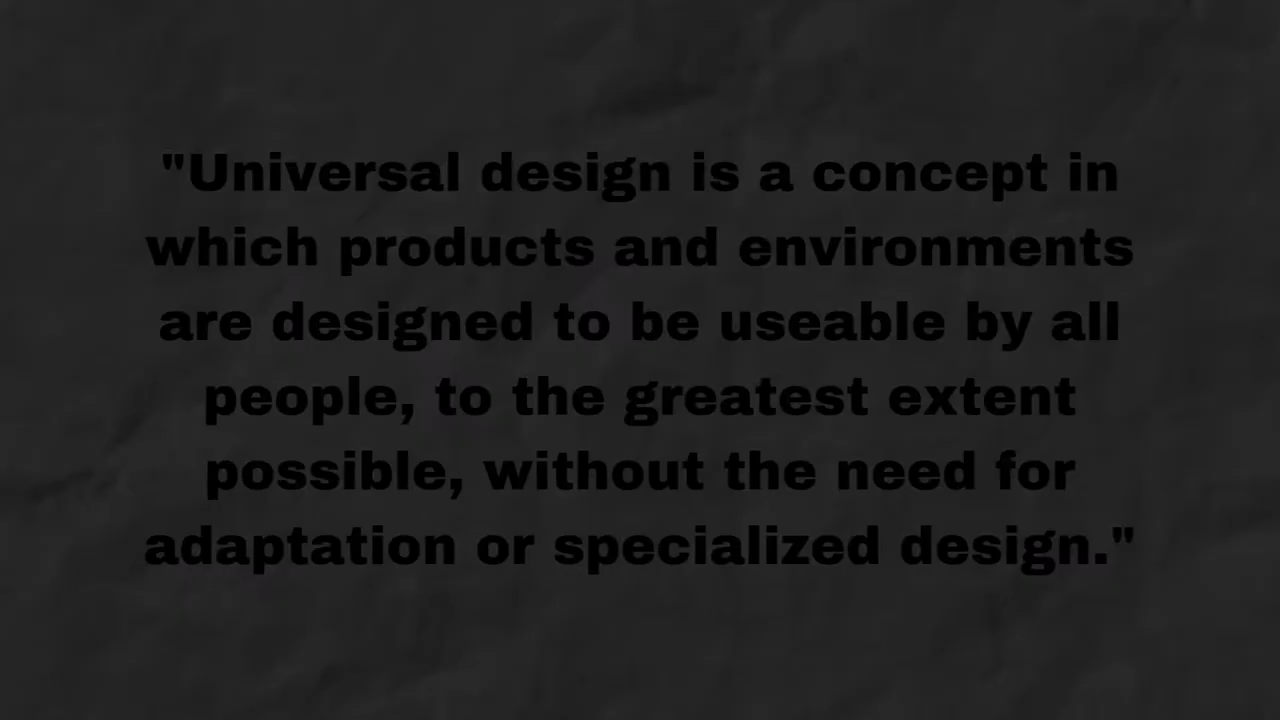 "Universal design is a concept in
which products and environments
are designed to be useable by all
people, to the greatest extent
possible, without the need for
adaptation or specialized design."